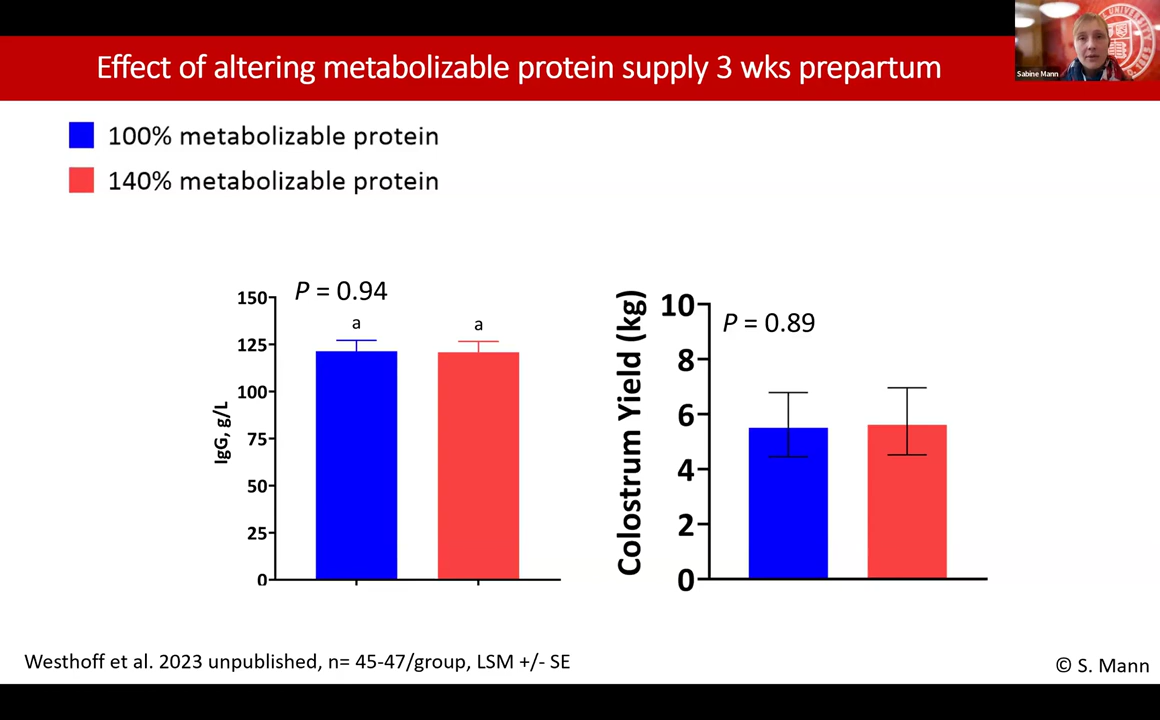 Effect of altering metabolizable protein supply 3 wks prepartum
Sabine Mann
100% metabolizable protein
140% metabolizable protein
P = 0.94
150
125
100
75
50
25
0
IgG, g/L
a
a
P = 0.89
10
8
6
4
2
0
Colostrum Yield (kg)
Westhoff et al. 2023 unpublished, n= 45-47/group, LSM +/- SE
© S. Mann